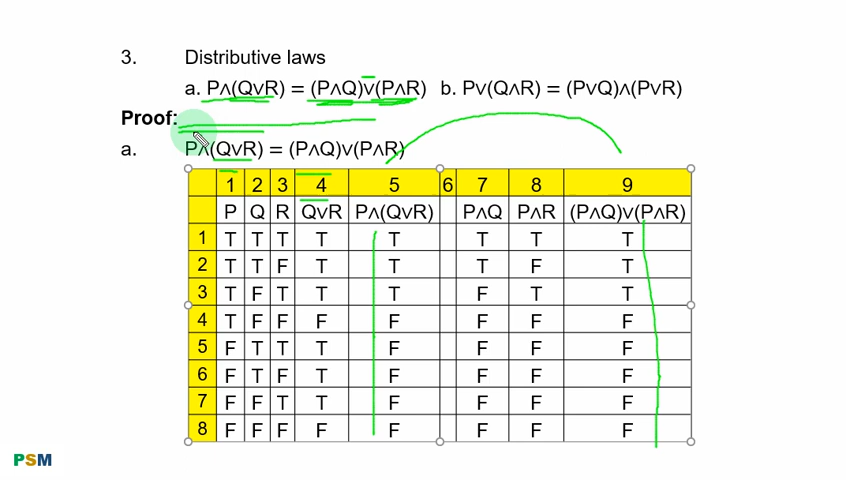 3. Distributive laws
a. P∧(Q∨R) = (P∧Q)∨(P∧R) b. P∨(Q∧R) = (P∨Q)∧(P∨R)
Proof:
a. P∧(Q∨R) = (P∧Q)∨(P∧R)
1 2 3 4 5 6 7 8 9
P Q R Q∨R P∧(Q∨R) P∧Q P∧R (P∧Q)∨(P∧R)
1 T T T T T T T T
2 T T F T T T F T
3 T F T T T F T T
4 T F F F F F F F
5 F T T T F F F F
6 F T F T F F F F
7 F F T T F F F F
8 F F F F F F F F
PSM